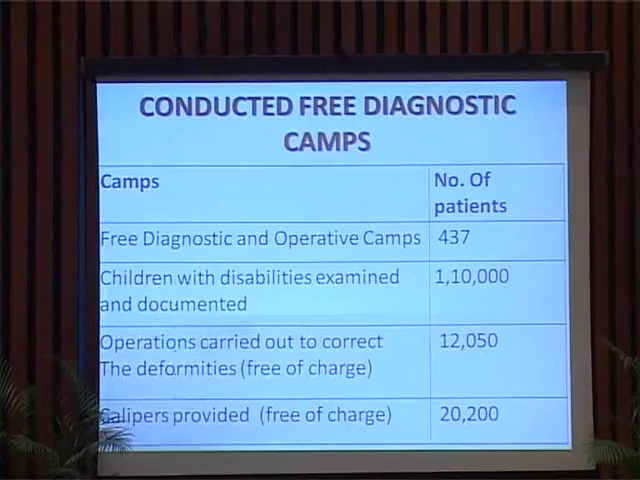 CONDUCTED FREE DIAGNOSTIC
CAMPS
Camps
No. Of
patients
Free Diagnostic and Operative Camps 437
Children with disabilities examined 1,10,000
and documented
Operations carried out to correct 12,050
The deformities (free of charge)
Calipers provided (free of charge) 20,200